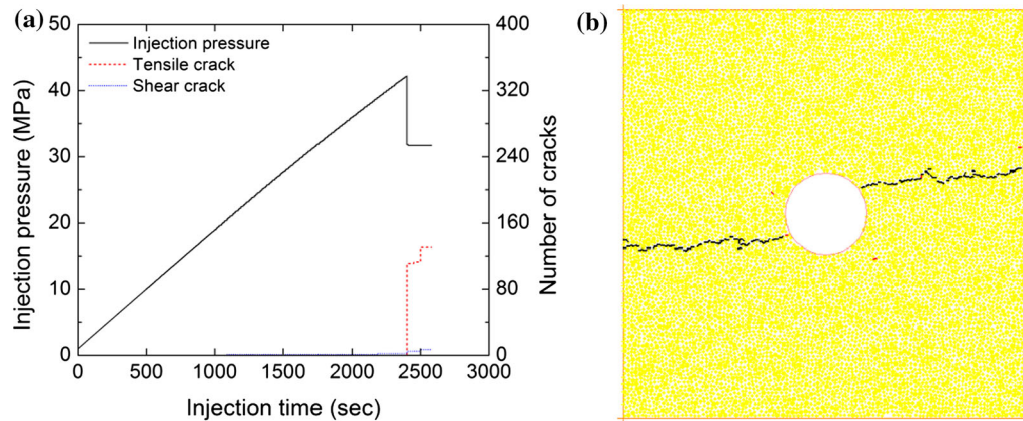 (a)
Injection pressure (MPa)
50
40
30
20
10
0
Injection pressure
Tensile crack
Shear crack
400
320
240
160
80
0
Number of cracks
0 500 1000 1500 2000 2500 3000
Injection time (sec)
(b)